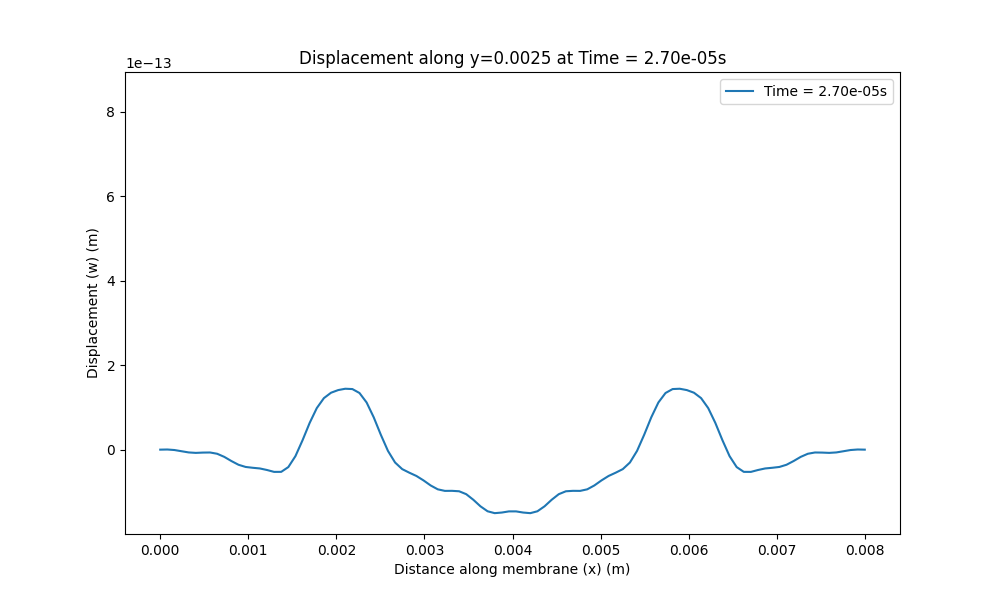 Displacement along y=0.0025 at Time = 2.70e-05s
1e−13
Time = 2.70e-05s
8
6
4
2
0
Displacement (w) (m)
0.000 0.001 0.002 0.003 0.004 0.005 0.006 0.007 0.008
Distance along membrane (x) (m)